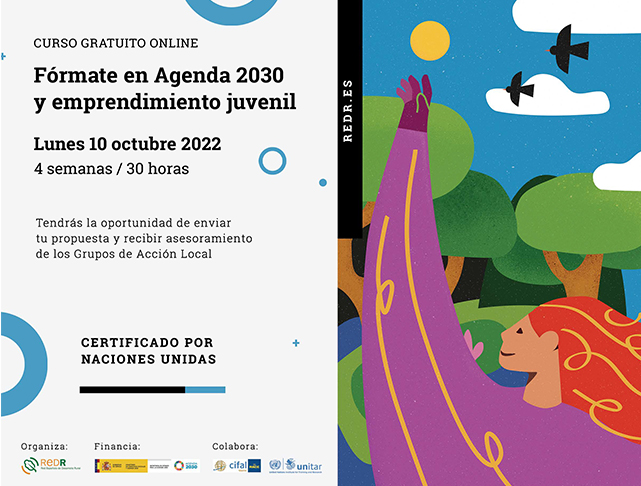 CURSO GRATUITO ONLINE
Fórmate en Agenda 2030
y emprendimiento juvenil
Lunes 10 octubre 2022
4 semanas / 30 horas
Tendrás la oportunidad de enviar
tu propuesta y recibir asesoramiento
de los Grupos de Acción Local
CERTIFICADO POR
NACIONES UNIDAS
Organiza:
REDR
Financia:
2030
Colabora:
cifal
unitar
REDR.ES